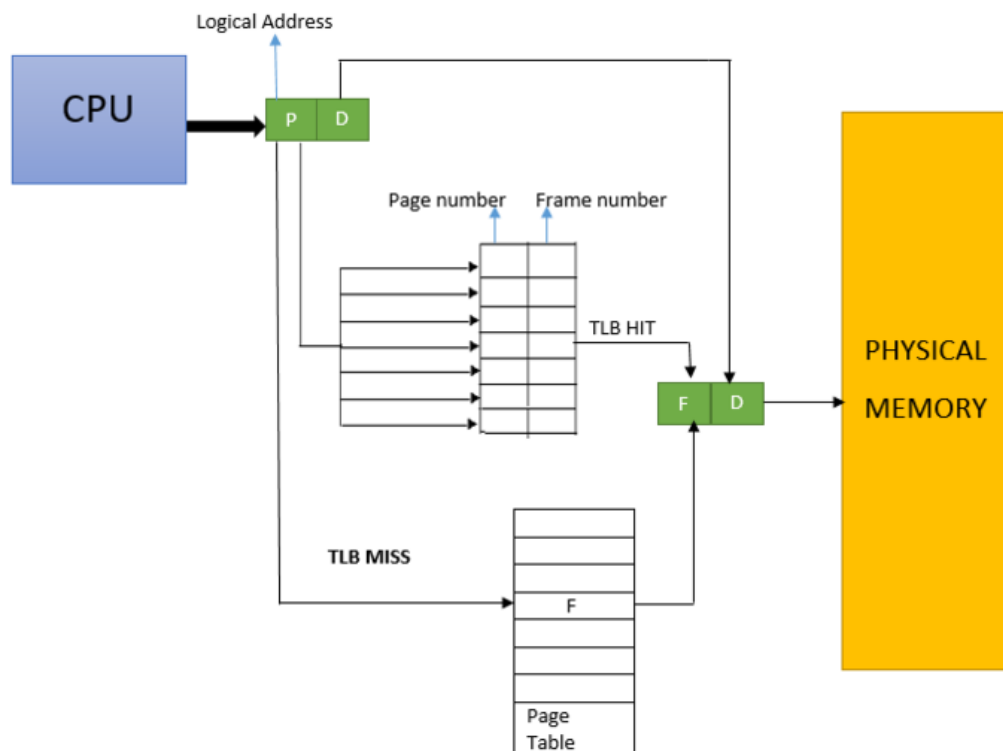 Logical Address
CPU
P D
Page number Frame number
TLB HIT
PHYSICAL
MEMORY
F D
TLB MISS
F
Page
Table